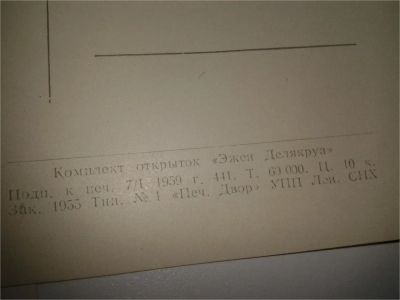 Комплект открыток «Эжен Делякруа»
Подп. к печ. 7/I 1959 г. 441. Т. 60 000. Ц. 10 к.
Зак. 1955 Тип. № 1 «Печ. Двор» УПП Лен. СНХ